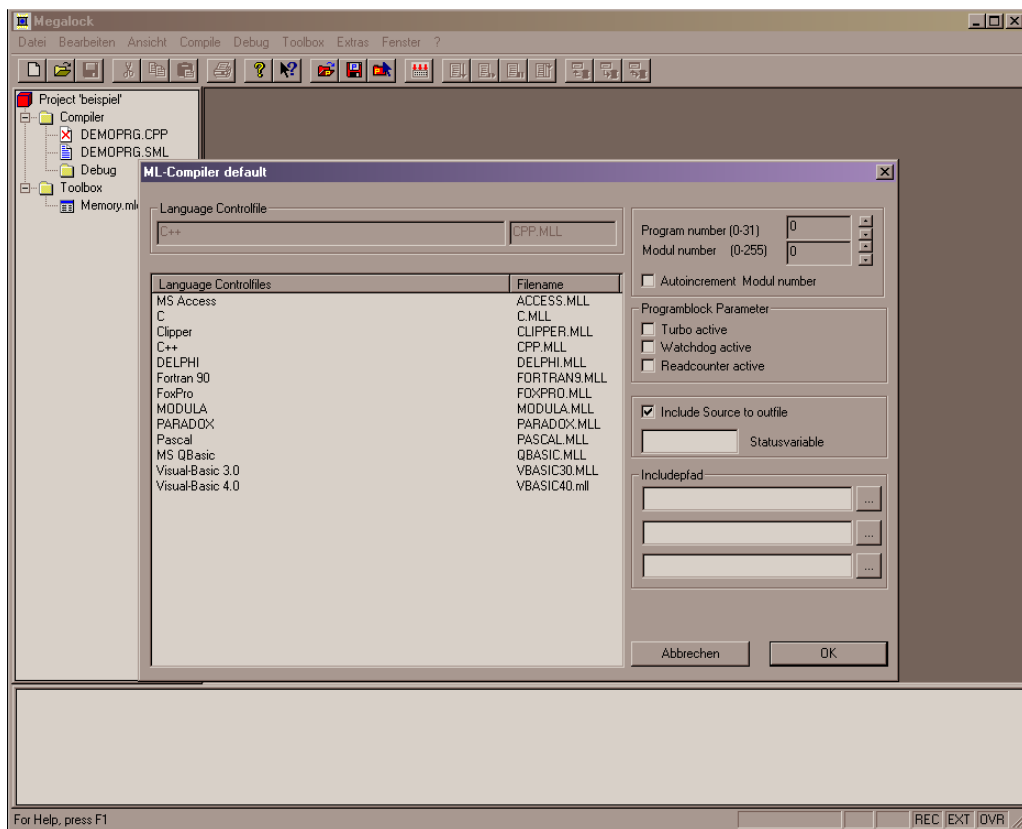 Megalock
Datei Bearbeiten Ansicht Compile Debug Toolbox Extras Fenster ?
Project 'beispiel'
Compiler
DEMOPRG.CPP
DEMOPRG.SML
Debug
Toolbox
Memory.mlc
ML-Compiler default
Language Controlfile
C++ CPP.MLL
Language Controlfiles Filename
MS Access ACCESS.MLL
C C.MLL
Clipper CLIPPER.MLL
C++ CPP.MLL
DELPHI DELPHI.MLL
Fortran 90 FORTRAN9.MLL
FoxPro FOXPRO.MLL
MODULA MODULA.MLL
PARADOX PARADOX.MLL
Pascal PASCAL.MLL
MS QBasic QBASIC.MLL
Visual-Basic 3.0 VBASIC30.MLL
Visual-Basic 4.0 VBASIC40.mll
Program number (0-31) 0
Modul number (0-255) 0
Autoincrement Modul number
Programblock Parameter
Turbo active
Watchdog active
Readcounter active
Include Source to outfile
Statusvariable
Includepfad
...
...
...
Abbrechen OK
For Help, press F1 REC EXT OVR